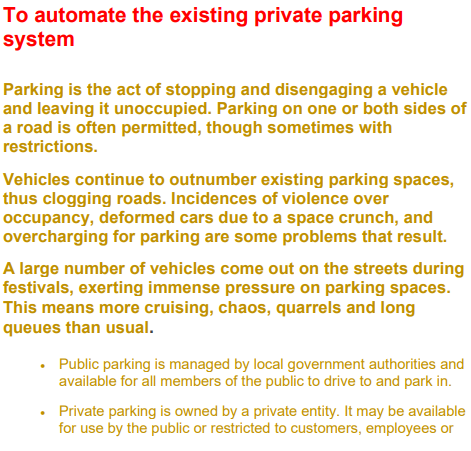 To automate the existing private parking
system
Parking is the act of stopping and disengaging a vehicle
and leaving it unoccupied. Parking on one or both sides of
a road is often permitted, though sometimes with
restrictions.
Vehicles continue to outnumber existing parking spaces,
thus clogging roads. Incidences of violence over
occupancy, deformed cars due to a space crunch, and
overcharging for parking are some problems that result.
A large number of vehicles come out on the streets during
festivals, exerting immense pressure on parking spaces.
This means more cruising, chaos, quarrels and long
queues than usual.
• Public parking is managed by local government authorities and
available for all members of the public to drive to and park in.
• Private parking is owned by a private entity. It may be available
for use by the public or restricted to customers, employees or